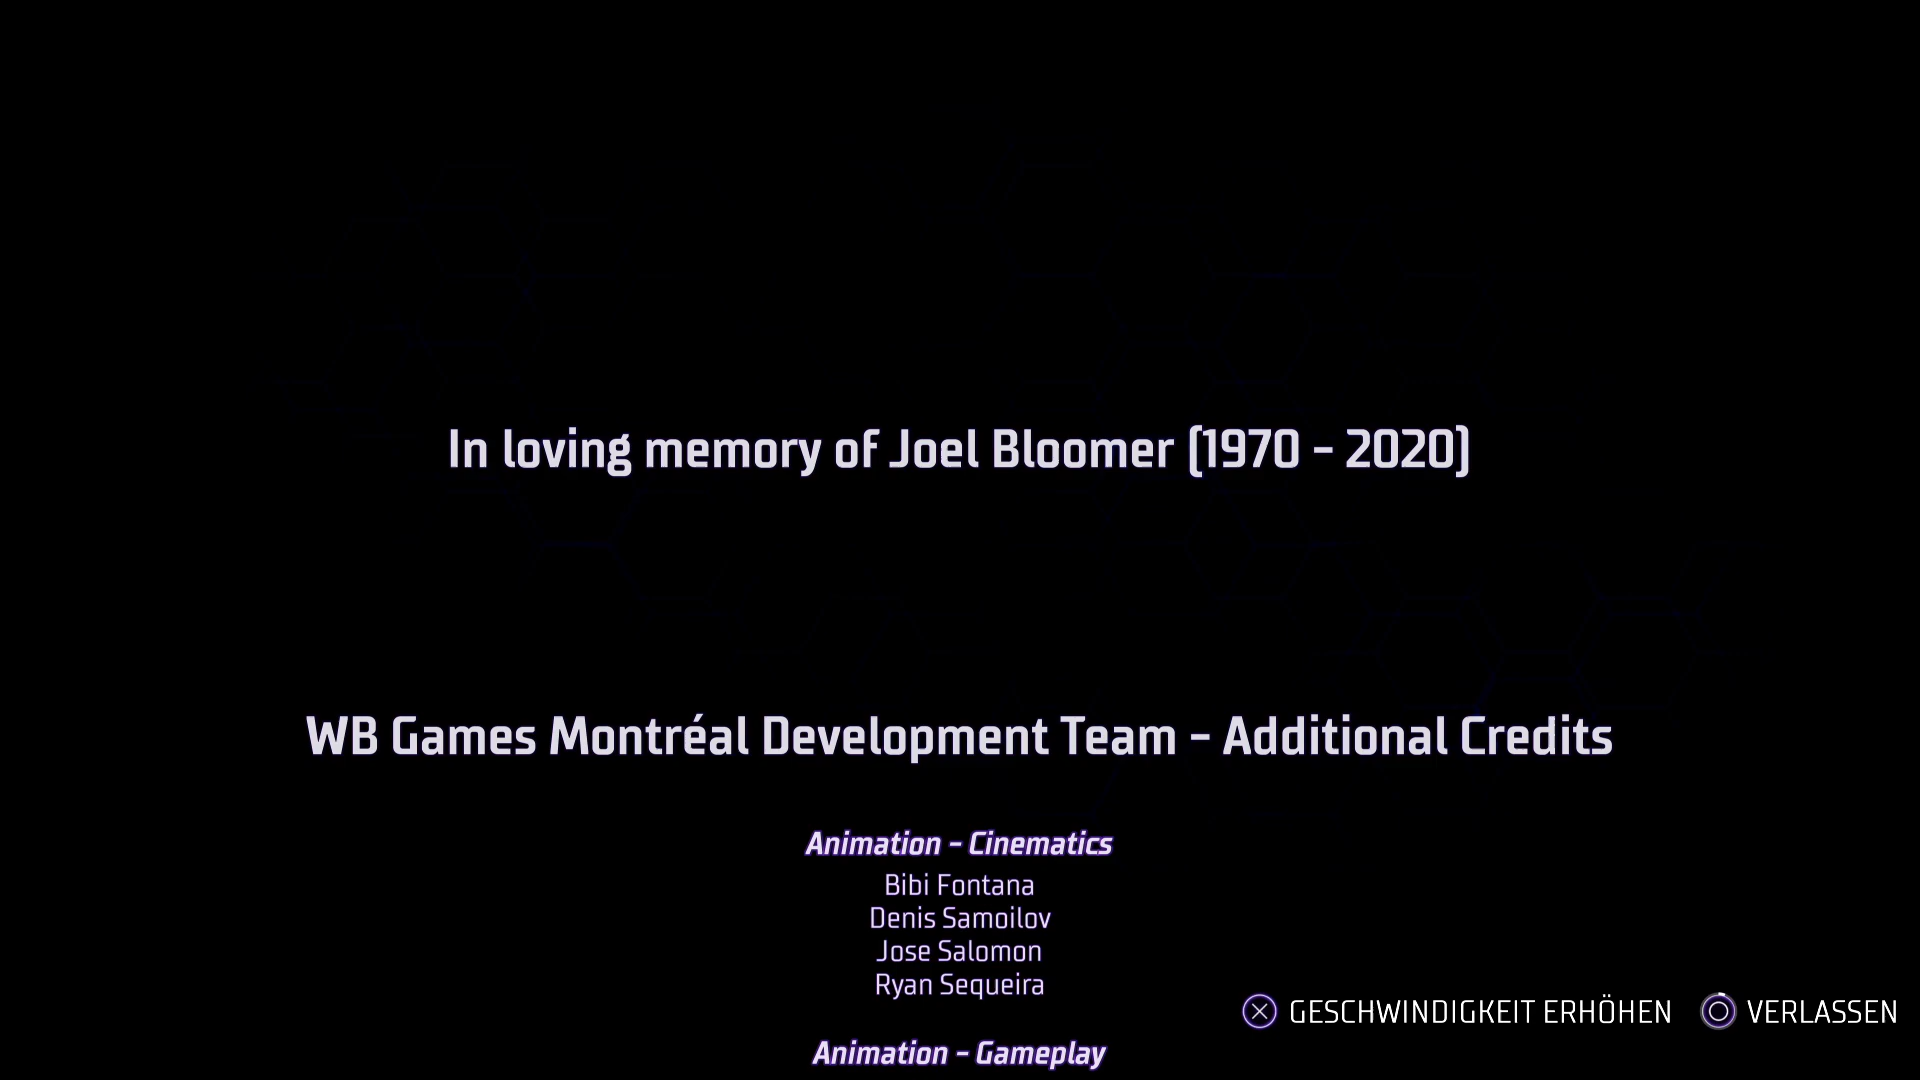 In loving memory of Joel Bloomer (1970 - 2020)
WB Games Montréal Development Team - Additional Credits
Animation - Cinematics
Bibi Fontana
Denis Samoilov
Jose Salomon
Ryan Sequeira
GESCHWINDIGKEIT ERHÖHEN VERLASSEN
Animation - Gameplay